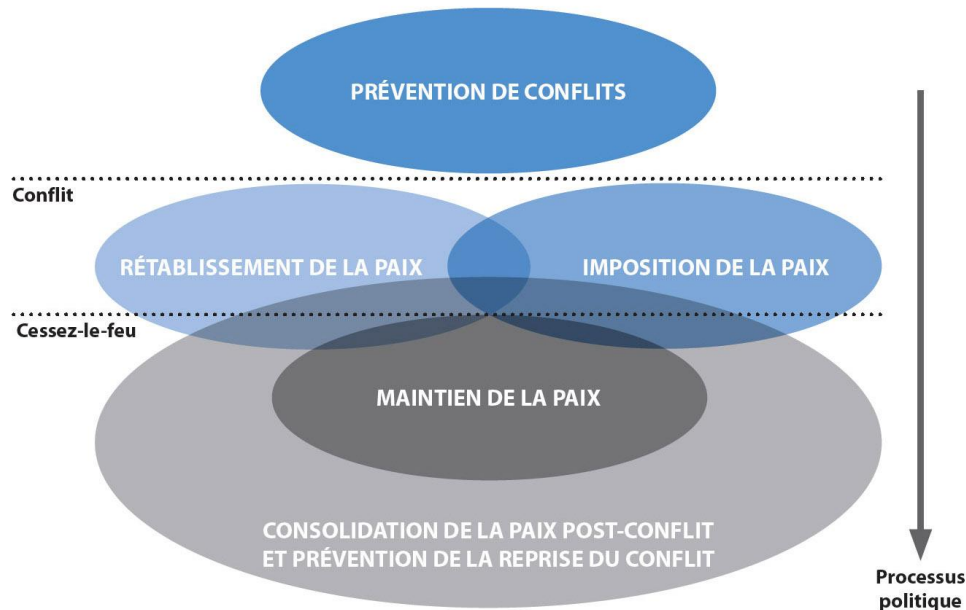 PRÉVENTION DE CONFLITS
Conflit
RÉTABLISSEMENT DE LA PAIX
IMPOSITION DE LA PAIX
Cessez-le-feu
MAINTIEN DE LA PAIX
CONSOLIDATION DE LA PAIX POST-CONFLIT
ET PRÉVENTION DE LA REPRISE DU CONFLIT
Processus
politique